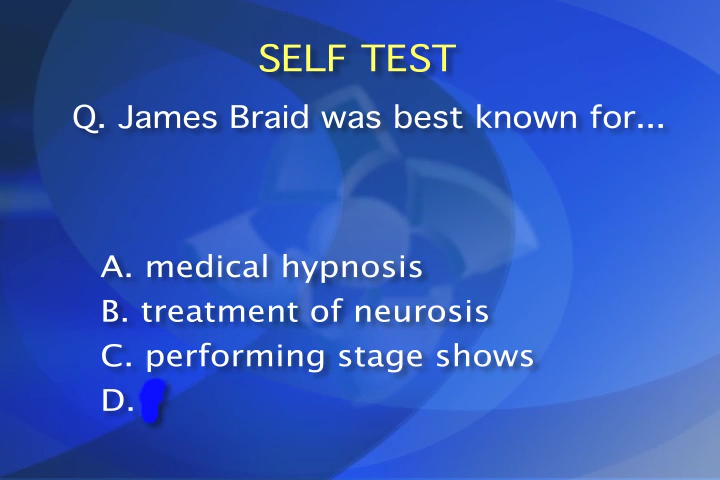 SELF TEST
Q. James Braid was best known for...
A. medical hypnosis
B. treatment of neurosis
C. performing stage shows
D.